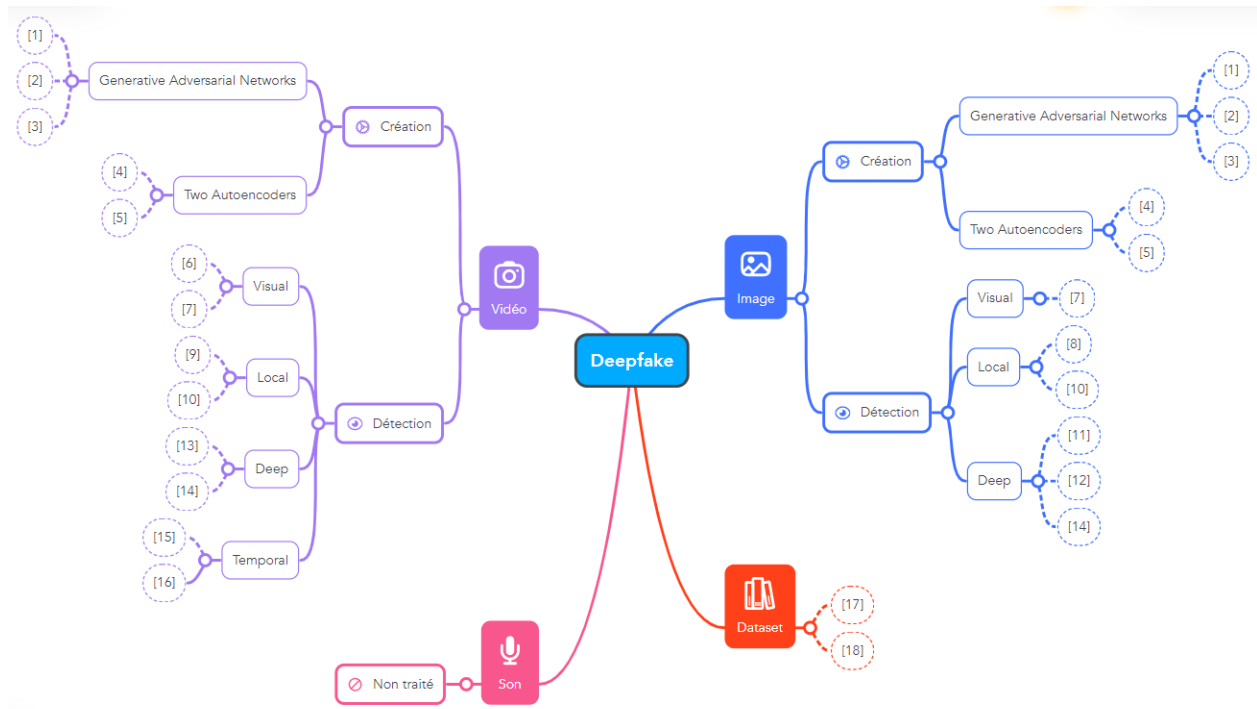 Deepfake
Vidéo
Création
Generative Adversarial Networks
[1]
[2]
[3]
Two Autoencoders
[4]
[5]
Détection
Visual
[6]
[7]
Local
[9]
[10]
Deep
[13]
[14]
Temporal
[15]
[16]
Image
Création
Generative Adversarial Networks
[1]
[2]
[3]
Two Autoencoders
[4]
[5]
Détection
Visual
[7]
Local
[8]
[10]
Deep
[11]
[12]
[14]
Dataset
[17]
[18]
Son
Non traité